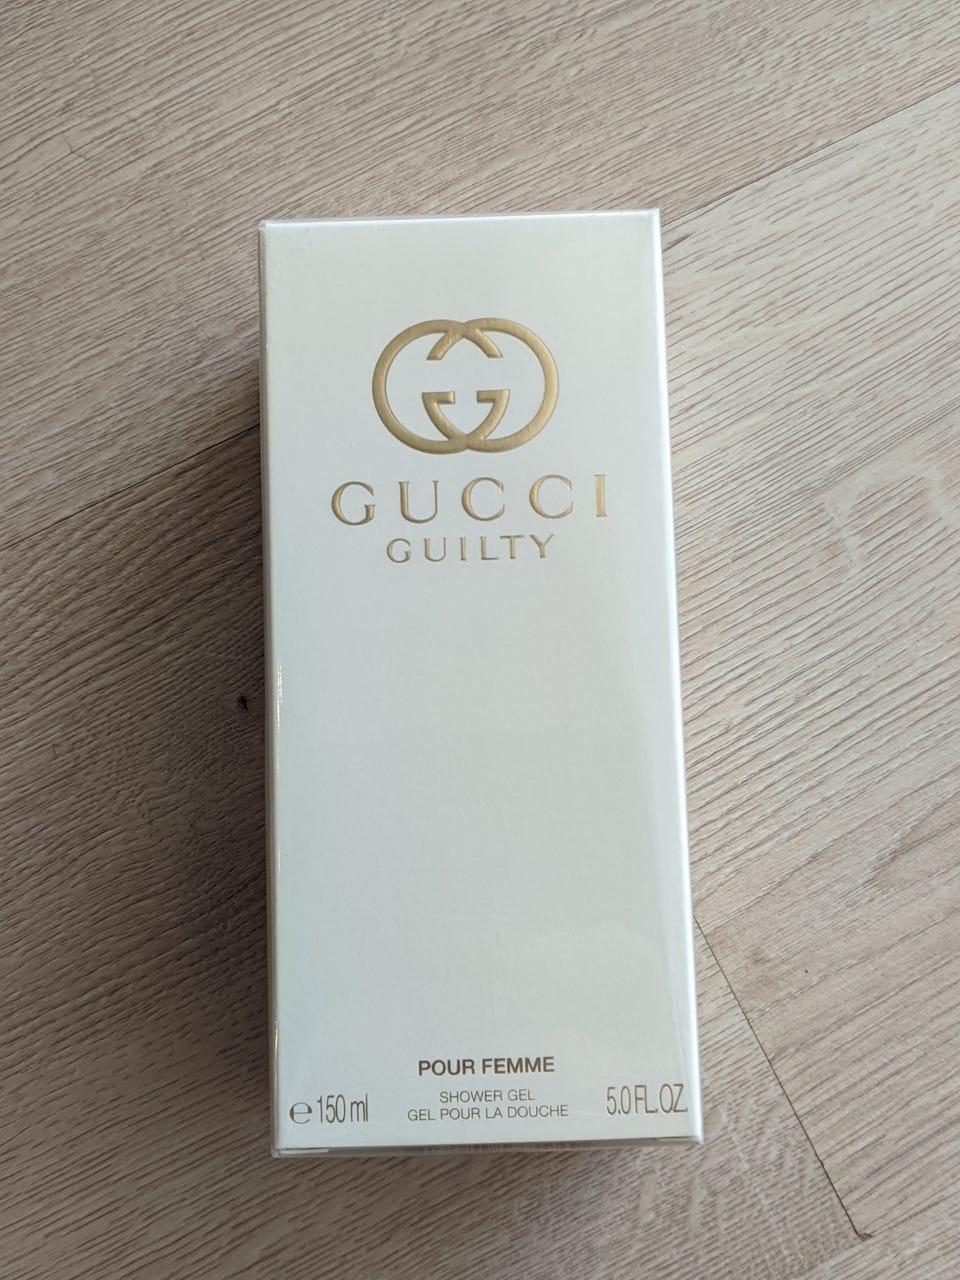 GUCCI
GUILTY
POUR FEMME
SHOWER GEL
GEL POUR LA DOUCHE
℮ 150 ml
5.0 FL. OZ.